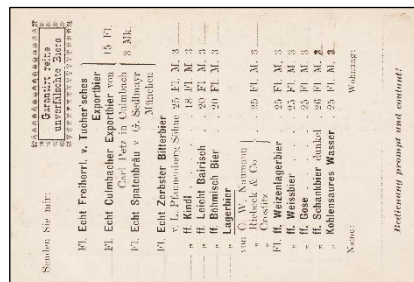 Senden Sie mir:
Garantirt reine
unverfälschte Biere
Fl. Echt Freiherrl. v. Tucher'sches
Exportbier
Fl. Echt Culmbacher Exportbier von
Carl Petz in Culmbach
15 Fl.
3 Mk.
Fl. Echt Spatenbräu v. G. Sedlmayr
München
Fl. Echt Zerbster Bitterbier
v. L. Pfannenberg Söhne 25 Fl. M. 3
„ ff. Kindl . . . 18 Fl. M. 3
„ ff. Leicht Bairisch . 20 Fl. M. 3
„ ff. Böhmisch Bier . 20 Fl. M. 3
„ Lagerbier
von C. W. Naumann
„ Riebeck & Co . . 25 Fl. M. 3
„ Crostitz
Fl. ff. Weizenlagerbier 25 Fl. M. 3
„ ff. Weissbier . . 25 Fl. M. 3
„ ff. Gose . . . 25 Fl. M. 3
„ ff. Schankbier dunkel 26 Fl. M. 2
„ Kohlensaures Wasser 25 Fl. M.
Name:
Wohnung:
Bedienung prompt und coulant!